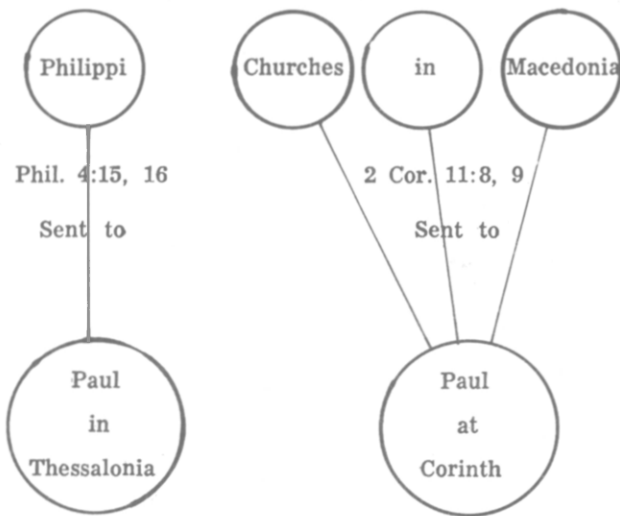 Philippi
Churches in Macedonia
Phil. 4:15, 16
2 Cor. 11:8, 9
Sent to
Sent to
Paul
in
Thessalonia
Paul
at
Corinth